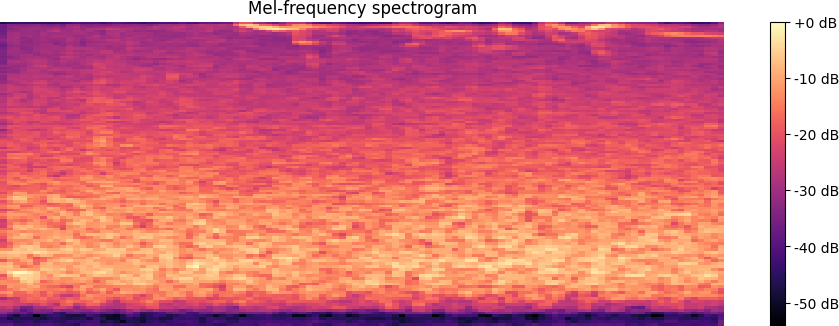 Mel-frequency spectrogram
+0 dB
-10 dB
-20 dB
-30 dB
-40 dB
-50 dB